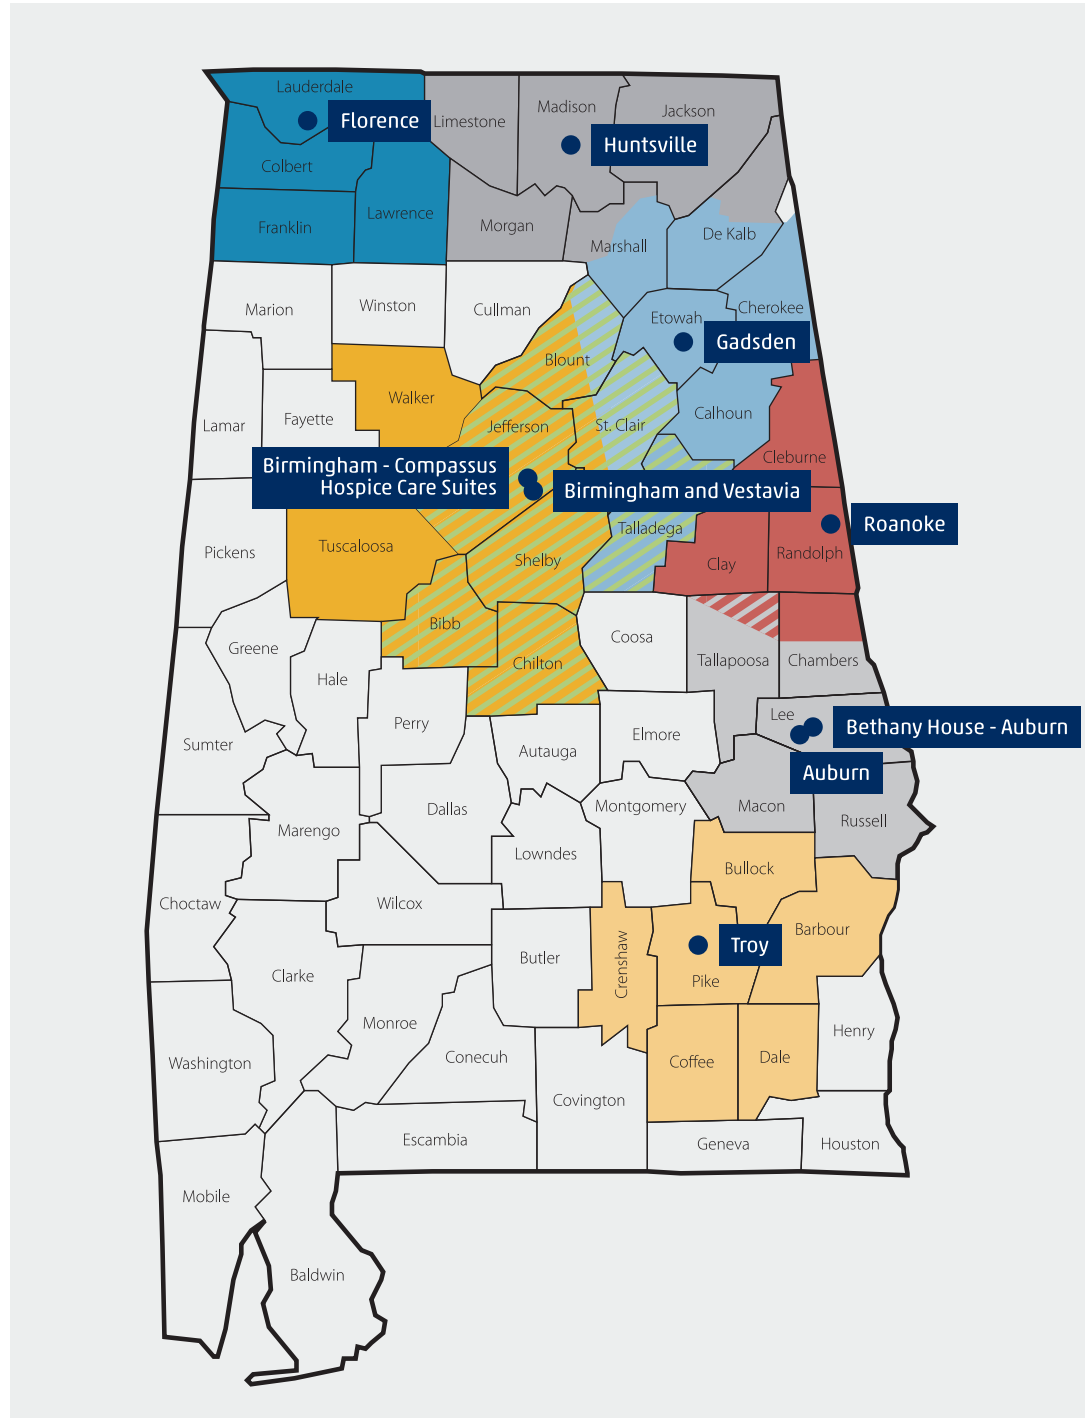 Lauderdale
Florence
Limestone
Madison
Jackson
Huntsville
Colbert
Lawrence
Franklin
Morgan
Marshall
De Kalb
Marion
Winston
Cullman
Cherokee
Etowah
Gadsden
Blount
Walker
Calhoun
Lamar
Fayette
Jefferson
St. Clair
Cleburne
Birmingham - Compassus
Hospice Care Suites
Birmingham and Vestavia
Roanoke
Talladega
Pickens
Tuscaloosa
Shelby
Clay
Randolph
Bibb
Coosa
Greene
Hale
Chilton
Tallapoosa
Chambers
Perry
Lee
Bethany House - Auburn
Sumter
Autauga
Elmore
Auburn
Dallas
Montgomery
Macon
Russell
Marengo
Lowndes
Bullock
Choctaw
Wilcox
Barbour
Troy
Crenshaw
Butler
Clarke
Pike
Monroe
Henry
Washington
Conecuh
Coffee
Dale
Covington
Escambia
Geneva
Houston
Mobile
Baldwin